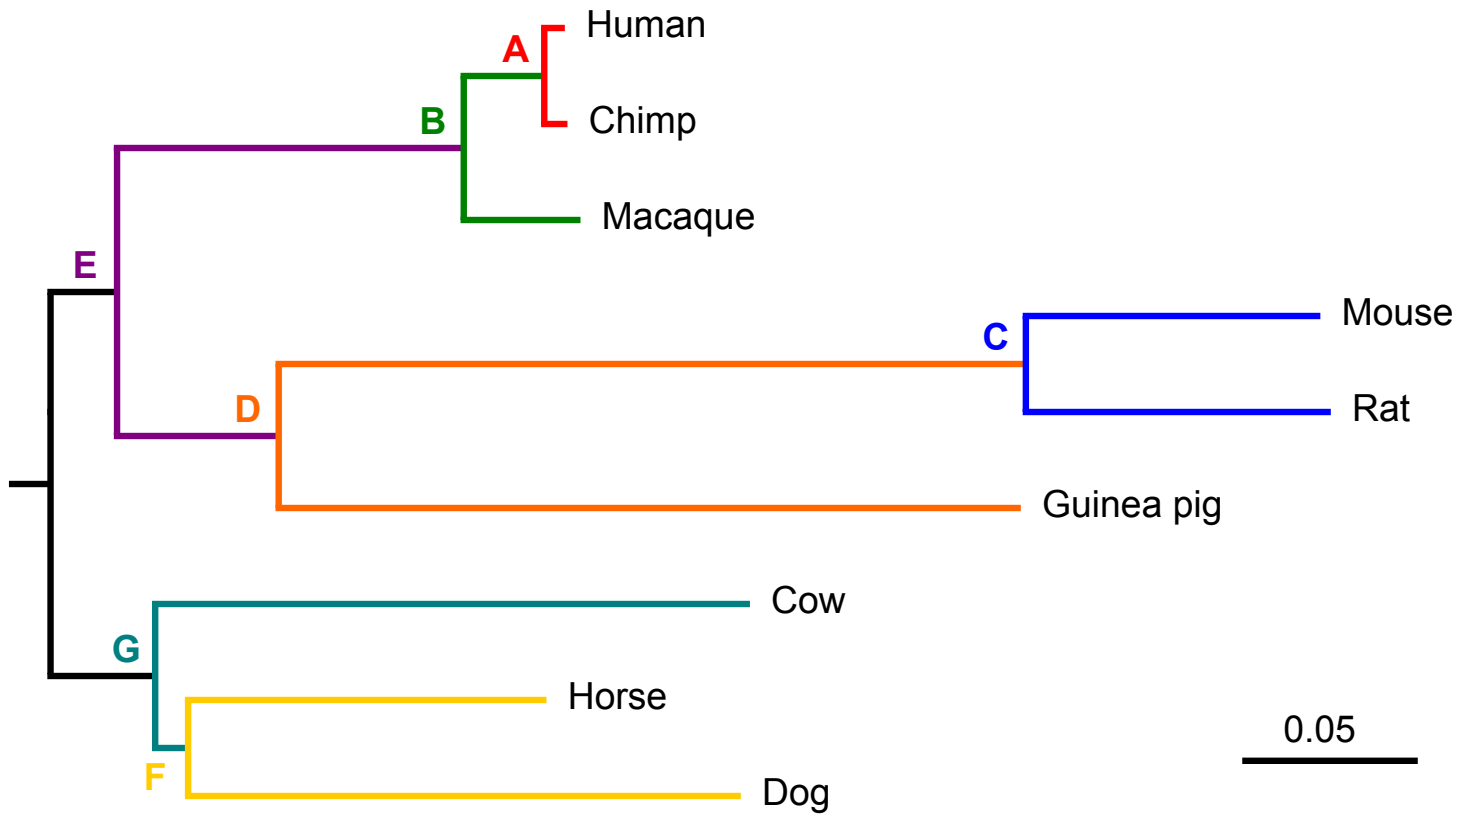 Human
A
Chimp
B
Macaque
E
Mouse
C
Rat
D
Guinea pig
Cow
G
Horse
0.05
F
Dog